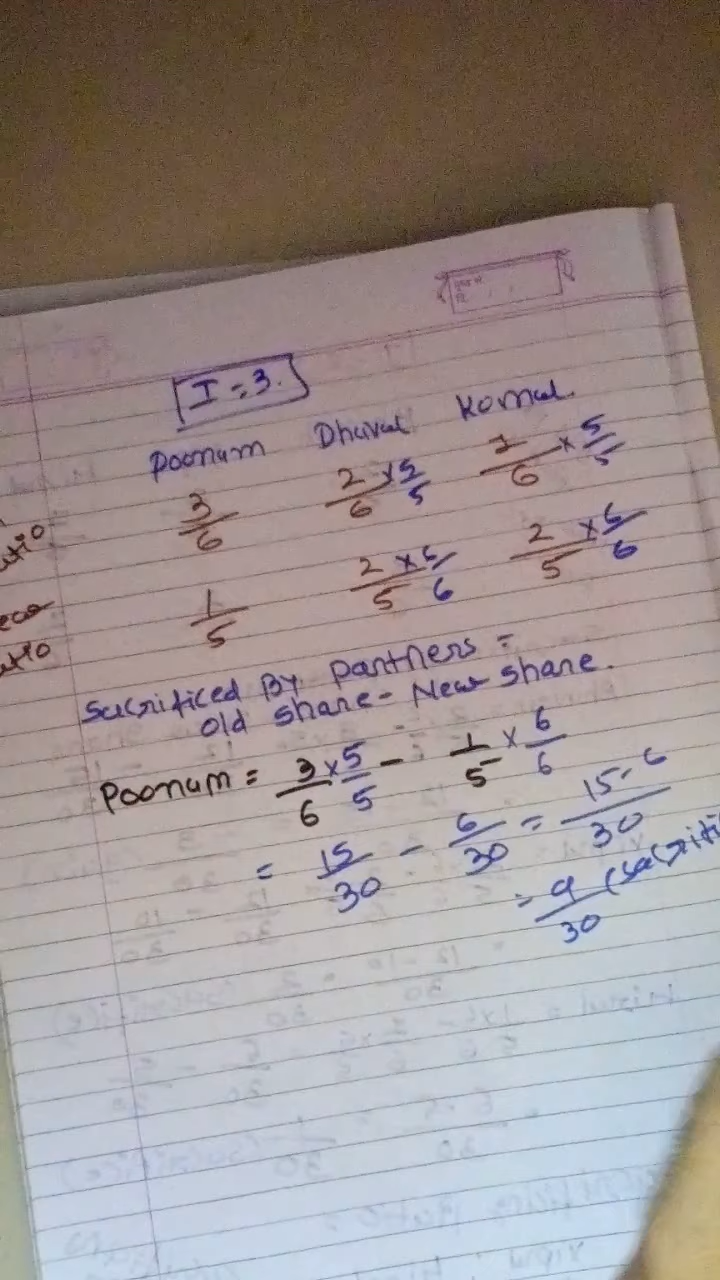 I = 3.
Poonum Dhaval Komal.
3/6 2/6 × 5/5 1/6 × 5/5
1/5 2/5 × 6/6 2/5 × 6/6
Sacrificed By partners =
old share - New share.
Poonum = 3/6 × 5/5 - 1/5 × 6/6
= 15/30 - 6/30 = 15-6/30
= 9/30 (Sacrifi